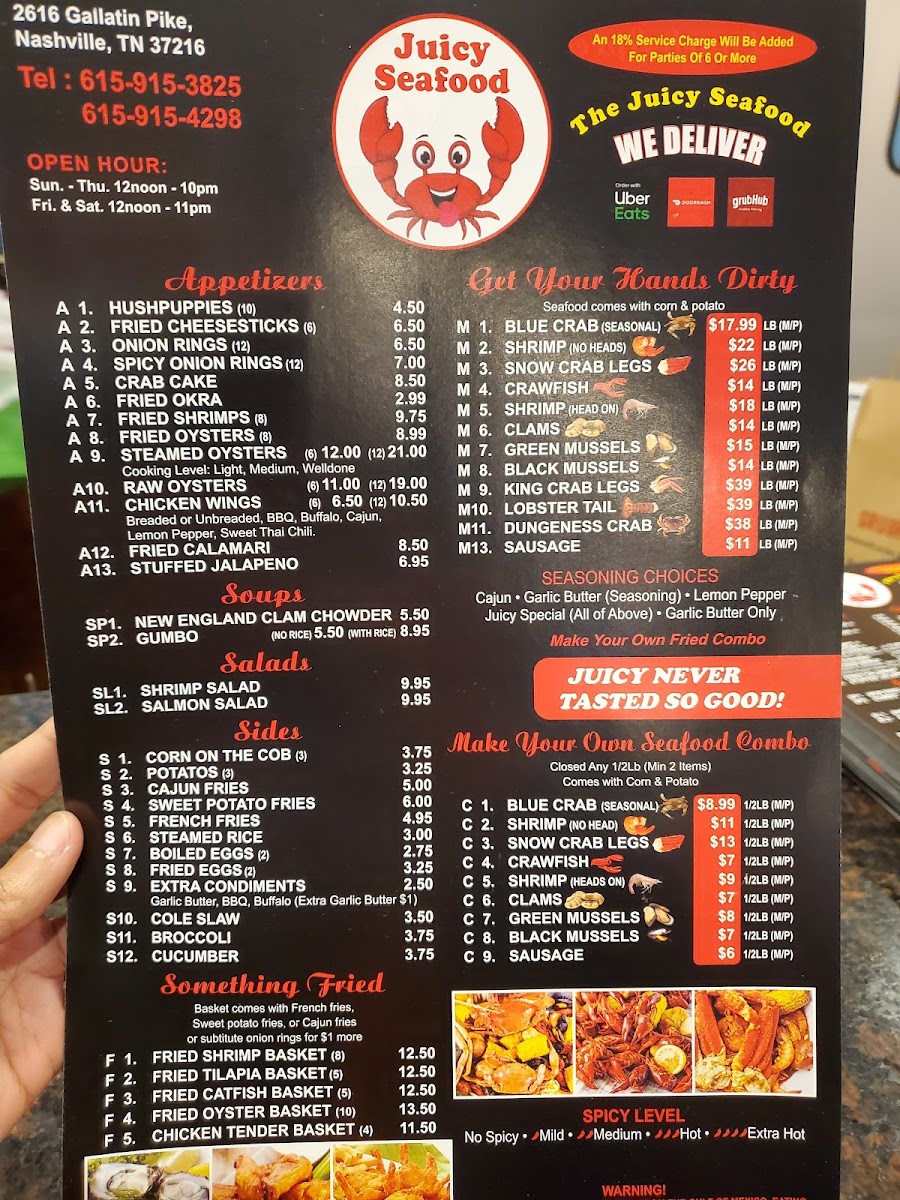 2616 Gallatin Pike,
Nashville, TN 37216
Tel : 615-915-3825
615-915-4298
OPEN HOUR:
Sun. - Thu. 12noon - 10pm
Fri. & Sat. 12noon - 11pm
Juicy
Seafood
An 18% Service Charge Will Be Added
For Parties Of 6 Or More
The Juicy Seafood
WE DELIVER
Order with
Uber
Eats
DOORDASH
GRUBHUB
Appetizers
A 1. HUSHPUPPIES (10) 4.50
A 2. FRIED CHEESESTICKS (6) 6.50
A 3. ONION RINGS (12) 6.50
A 4. SPICY ONION RINGS (12) 7.00
A 5. CRAB CAKE 8.50
A 6. FRIED OKRA 2.99
A 7. FRIED SHRIMPS (8) 9.75
A 8. FRIED OYSTERS (8) 8.99
A 9. STEAMED OYSTERS (6) 12.00 (12) 21.00
Cooking Level: Light, Medium, Welldone
A10. RAW OYSTERS (6) 11.00 (12) 19.00
A11. CHICKEN WINGS (6) 6.50 (12) 10.50
Breaded or Unbreaded, BBQ, Buffalo, Cajun,
Lemon Pepper, Sweet Thai Chili.
A12. FRIED CALAMARI 8.50
A13. STUFFED JALAPENO 6.95
Soups
SP1. NEW ENGLAND CLAM CHOWDER 5.50
SP2. GUMBO (NO RICE) 5.50 (WITH RICE) 8.95
Salads
SL1. SHRIMP SALAD 9.95
SL2. SALMON SALAD 9.95
Sides
S 1. CORN ON THE COB (3) 3.75
S 2. POTATOS (3) 3.25
S 3. CAJUN FRIES 5.00
S 4. SWEET POTATO FRIES 6.00
S 5. FRENCH FRIES 4.95
S 6. STEAMED RICE 3.00
S 7. BOILED EGGS (2) 2.75
S 8. FRIED EGGS (2) 3.25
S 9. EXTRA CONDIMENTS 2.50
Garlic Butter, BBQ, Buffalo (Extra Garlic Butter $1)
S10. COLE SLAW 3.50
S11. BROCCOLI 3.75
S12. CUCUMBER 3.75
Something Fried
Basket comes with French fries,
Sweet potato fries, or Cajun fries
or subtitute onion rings for $1 more
F 1. FRIED SHRIMP BASKET (8) 12.50
F 2. FRIED TILAPIA BASKET (5) 12.50
F 3. FRIED CATFISH BASKET (5) 12.50
F 4. FRIED OYSTER BASKET (10) 13.50
F 5. CHICKEN TENDER BASKET (4) 11.50
Get Your Hands Dirty
Seafood comes with corn & potato
M 1. BLUE CRAB (SEASONAL) $17.99 LB (M/P)
M 2. SHRIMP (NO HEADS) $22 LB (M/P)
M 3. SNOW CRAB LEGS $26 LB (M/P)
M 4. CRAWFISH $14 LB (M/P)
M 5. SHRIMP (HEAD ON) $18 LB (M/P)
M 6. CLAMS $14 LB (M/P)
M 7. GREEN MUSSELS $15 LB (M/P)
M 8. BLACK MUSSELS $14 LB (M/P)
M 9. KING CRAB LEGS $39 LB (M/P)
M10. LOBSTER TAIL $39 LB (M/P)
M11. DUNGENESS CRAB $38 LB (M/P)
M13. SAUSAGE $11 LB (M/P)
SEASONING CHOICES
Cajun • Garlic Butter (Seasoning) • Lemon Pepper
Juicy Special (All of Above) • Garlic Butter Only
Make Your Own Fried Combo
JUICY NEVER
TASTED SO GOOD!
Make Your Own Seafood Combo
Closed Any 1/2Lb (Min 2 Items)
Comes with Corn & Potato
C 1. BLUE CRAB (SEASONAL) $8.99 1/2LB (M/P)
C 2. SHRIMP (NO HEAD) $11 1/2LB (M/P)
C 3. SNOW CRAB LEGS $13 1/2LB (M/P)
C 4. CRAWFISH $7 1/2LB (M/P)
C 5. SHRIMP (HEADS ON) $9 1/2LB (M/P)
C 6. CLAMS $7 1/2LB (M/P)
C 7. GREEN MUSSELS $8 1/2LB (M/P)
C 8. BLACK MUSSELS $7 1/2LB (M/P)
C 9. SAUSAGE $6 1/2LB (M/P)
SPICY LEVEL
No Spicy • Mild • Medium • Hot • Extra Hot
WARNING!